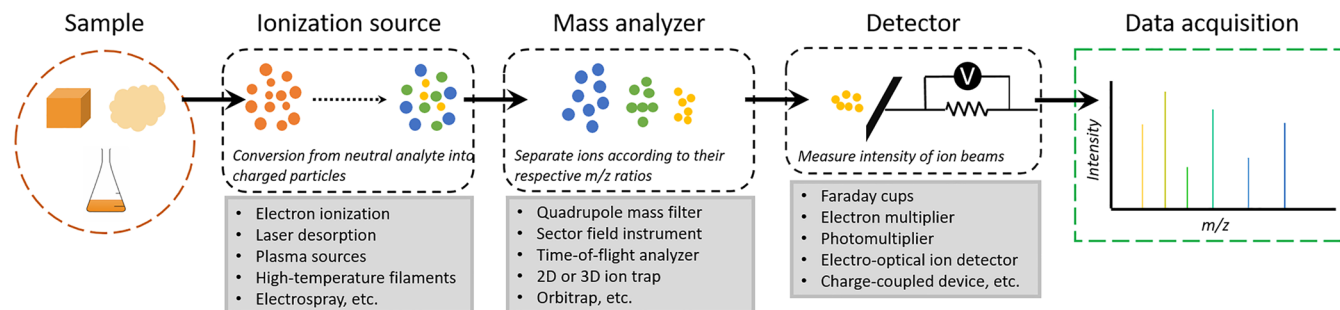 Sample
Ionization source
Mass analyzer
Detector
Data acquisition
Conversion from neutral analyte into
charged particles
• Electron ionization
• Laser desorption
• Plasma sources
• High-temperature filaments
• Electrospray, etc.
Separate ions according to their
respective m/z ratios
• Quadrupole mass filter
• Sector field instrument
• Time-of-flight analyzer
• 2D or 3D ion trap
• Orbitrap, etc.
V
Measure intensity of ion beams
• Faraday cups
• Electron multiplier
• Photomultiplier
• Electro-optical ion detector
• Charge-coupled device, etc.
Intensity
m/z